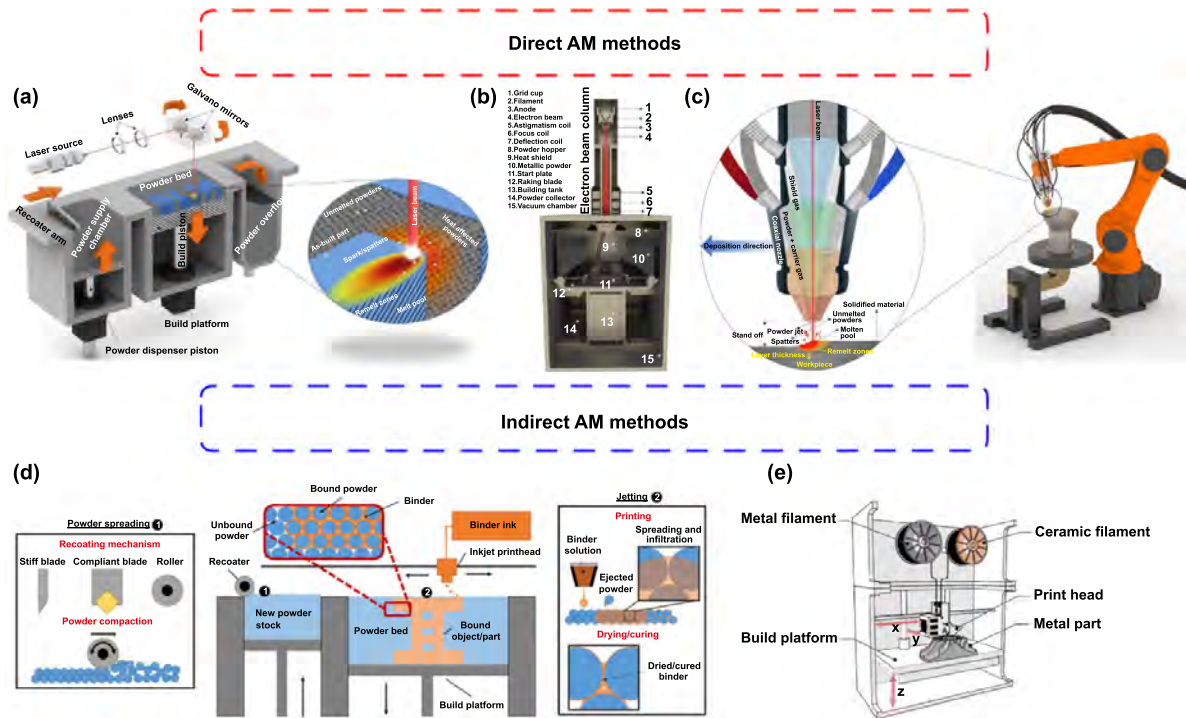 Direct AM methods
(a)
Laser source
Lenses
Galvano mirrors
Powder bed
Recoater arm
Powder supply
chamber
Build piston
Powder overflow
Build platform
Powder dispenser piston
Unmelted powders
Laser beam
Heat affected
powders
As-built part
Spark/spatters
Remelt zones
Melt pool
(b)
1.Grid cup
2.Filament
3.Anode
4.Electron beam
5.Astigmatism coil
6.Focus coil
7.Deflection coil
8.Powder hopper
9.Heat shield
10.Metallic powder
11.Start plate
12.Raking blade
13.Building tank
14.Powder collector
15.Vacuum chamber
Electron beam column
1
2
3
4
5
6
7
8
9
10
11
12
13
14
15
(c)
Laser beam
Shield gas
Powder + carrier gas
Coaxial nozzle
Deposition direction
Solidified material
Unmelted
powders
Powder jet
Stand off
Molten
pool
Spatters
Layer thickness
Remelt zones
Workpiece
Indirect AM methods
(d)
Powder spreading 1
Recoating mechanism
Stiff blade
Compliant blade
Roller
Powder compaction
Bound powder
Binder
Unbound
powder
Binder ink
Inkjet printhead
Recoater
1
2
New powder
stock
Powder bed
Bound
object/part
Build platform
Jetting 2
Printing
Binder
solution
Spreading and
infiltration
Ejected
powder
Drying/curing
Dried/cured
binder
(e)
Metal filament
Ceramic filament
Print head
Metal part
Build platform
x
y
z